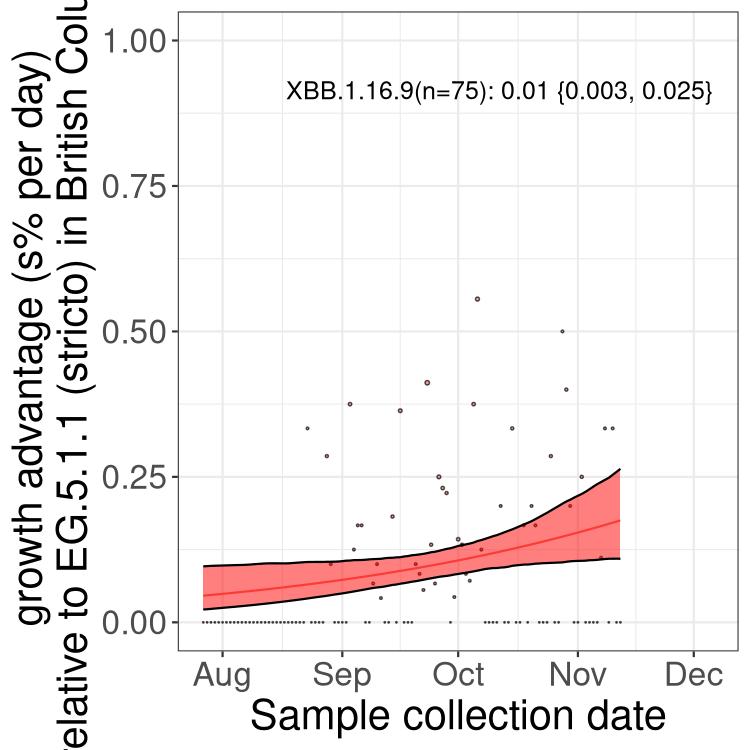 growth advantage (s% per day)
relative to EG.5.1.1 (stricto) in British
1.00
0.75
0.50
0.25
0.00
XBB.1.16.9(n=75): 0.01 {0.003, 0.025}
Aug Sep Oct Nov Dec
Sample collection date